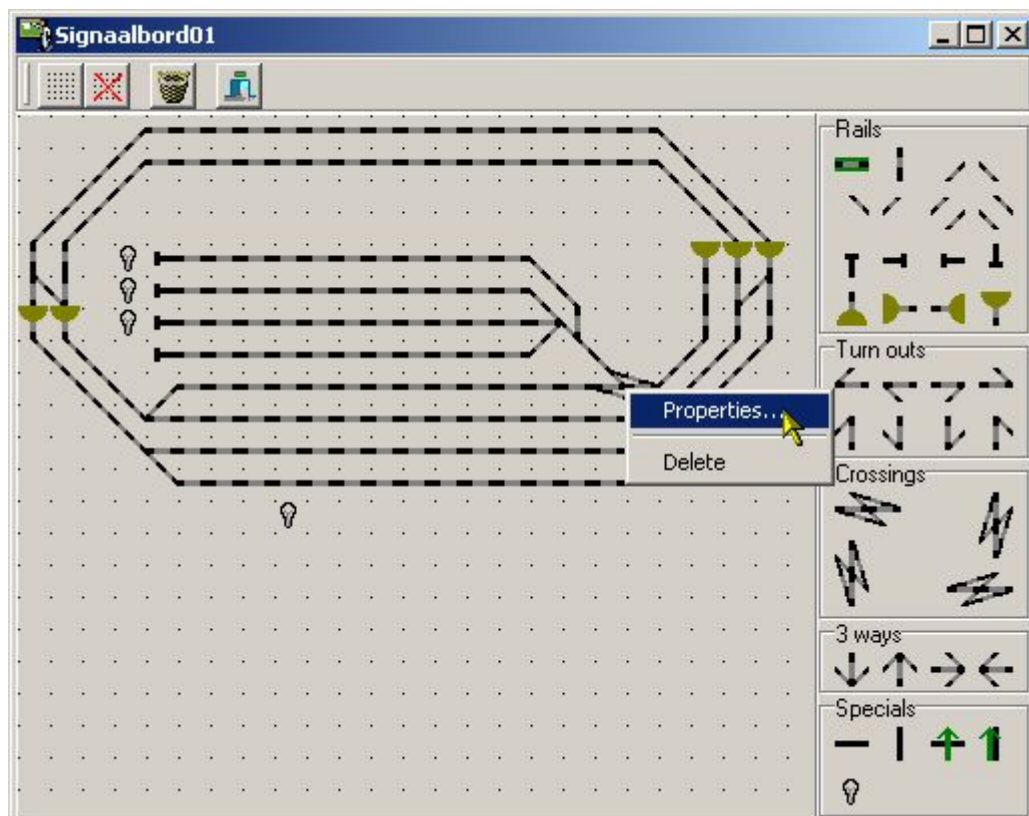 Signaalbord01
Rails
Turn outs
Properties...
Delete
Crossings
3 ways
Specials